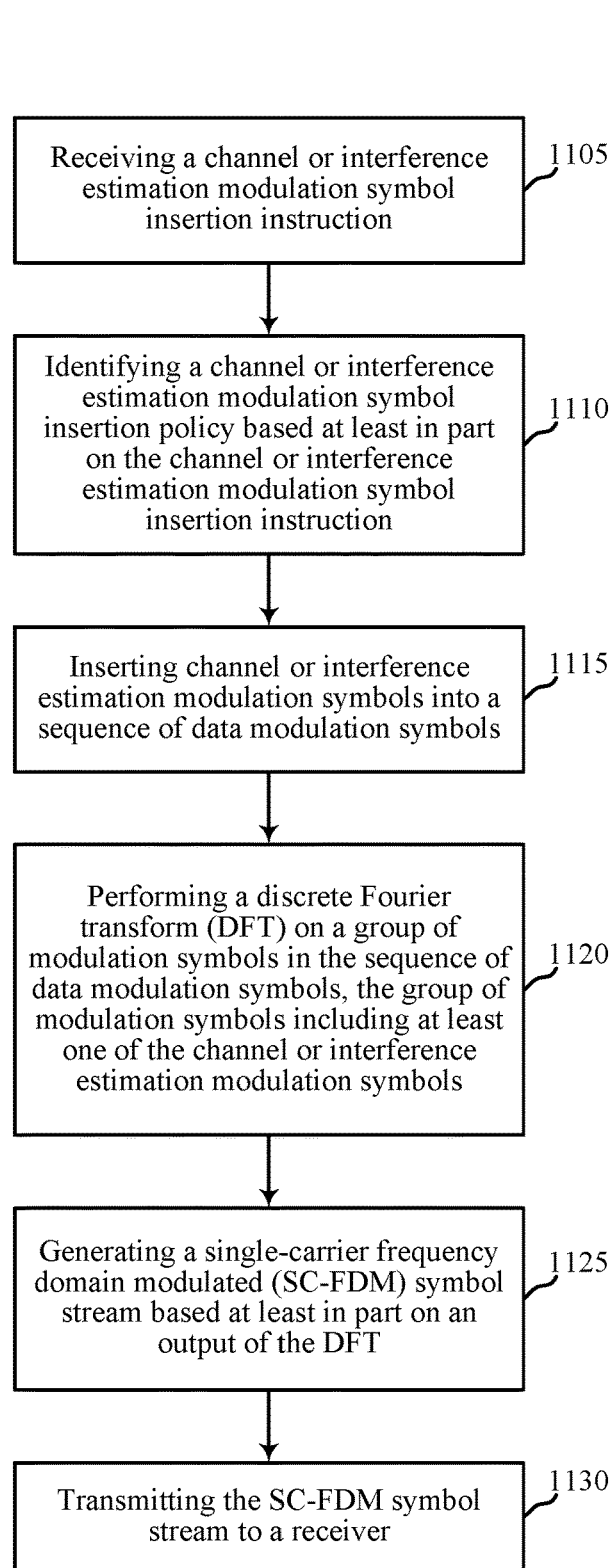 Receiving a channel or interference
estimation modulation symbol
insertion instruction
1105
Identifying a channel or interference
estimation modulation symbol
insertion policy based at least in part
on the channel or interference
estimation modulation symbol
insertion instruction
1110
Inserting channel or interference
estimation modulation symbols into a
sequence of data modulation symbols
1115
Performing a discrete Fourier
transform (DFT) on a group of
modulation symbols in the sequence of
data modulation symbols, the group of
modulation symbols including at least
one of the channel or interference
estimation modulation symbols
1120
Generating a single-carrier frequency
domain modulated (SC-FDM) symbol
stream based at least in part on an
output of the DFT
1125
Transmitting the SC-FDM symbol
stream to a receiver
1130